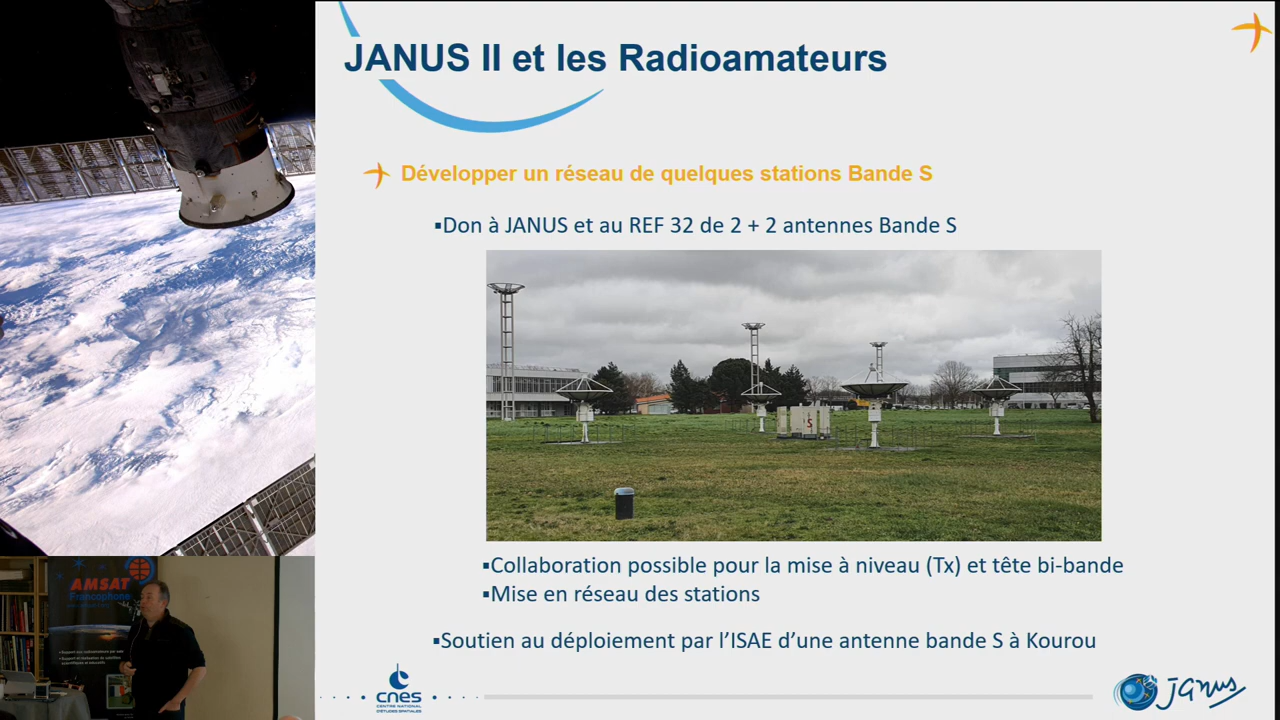 JANUS II et les Radioamateurs
Développer un réseau de quelques stations Bande S
▪Don à JANUS et au REF 32 de 2 + 2 antennes Bande S
▪Collaboration possible pour la mise à niveau (Tx) et tête bi-bande
▪Mise en réseau des stations
▪Soutien au déploiement par l’ISAE d’une antenne bande S à Kourou
cnes
CENTRE NATIONAL
D'ÉTUDES SPATIALES
janus
AMSAT
Francophone